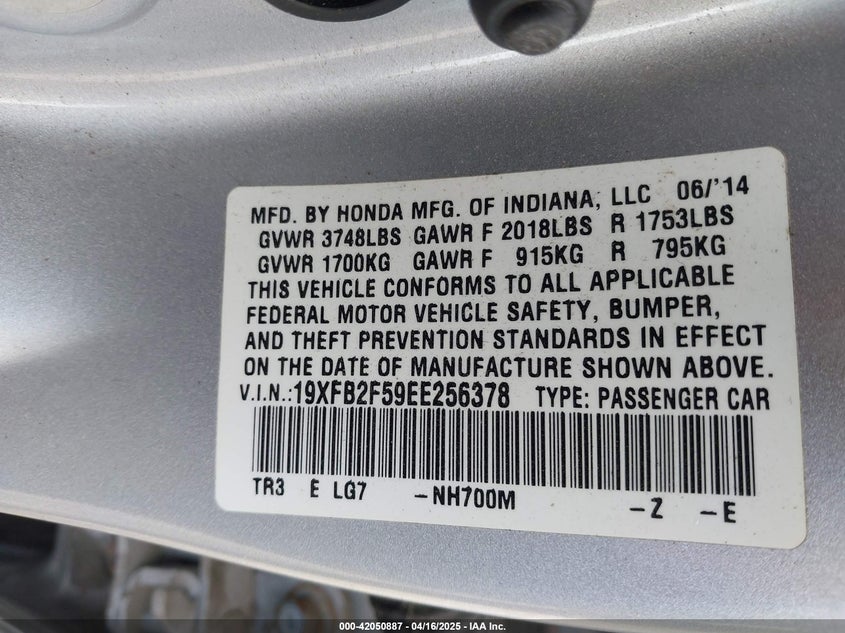 MFD. BY HONDA MFG. OF INDIANA, LLC 06/'14
GVWR 3748LBS GAWR F 2018LBS R 1753LBS
GVWR 1700KG GAWR F 915KG R 795KG
THIS VEHICLE CONFORMS TO ALL APPLICABLE
FEDERAL MOTOR VEHICLE SAFETY, BUMPER,
AND THEFT PREVENTION STANDARDS IN EFFECT
ON THE DATE OF MANUFACTURE SHOWN ABOVE.
V.I.N.:19XFB2F59EE256378 TYPE: PASSENGER CAR
TR3 E LG7 -NH700M -Z -E
000-42050887 - 04/16/2025 - IAA Inc.